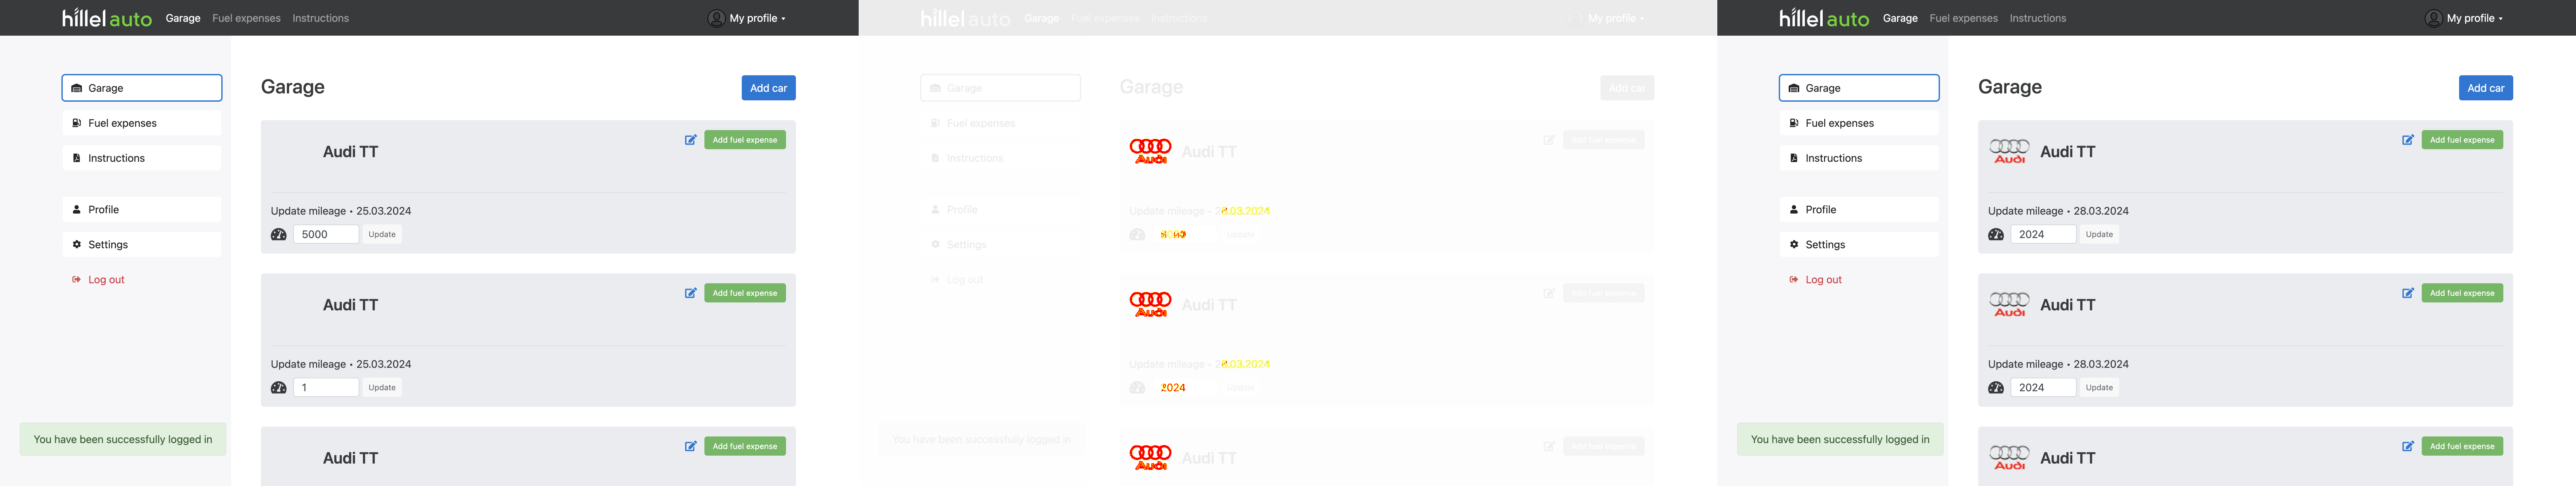 hillel auto Garage Fuel expenses Instructions My profile
Garage
Fuel expenses
Instructions
Profile
Settings
Log out
Garage Add car
Audi TT Add fuel expense
Update mileage • 25.03.2024
5000 Update
Audi TT Add fuel expense
Update mileage • 25.03.2024
1 Update
Audi TT Add fuel expense
You have been successfully logged in
hillel auto Garage Fuel expenses Instructions My profile
Garage
Fuel expenses
Instructions
Profile
Settings
Log out
Garage Add car
Audi Audi TT Add fuel expense
Update mileage •
Update
Audi Audi TT Add fuel expense
Update mileage •
2024 Update
Audi Audi TT Add fuel expense
You have been successfully logged in
hillel auto Garage Fuel expenses Instructions My profile
Garage
Fuel expenses
Instructions
Profile
Settings
Log out
Garage Add car
Audi Audi TT Add fuel expense
Update mileage • 28.03.2024
2024 Update
Audi Audi TT Add fuel expense
Update mileage • 28.03.2024
2024 Update
Audi Audi TT Add fuel expense
You have been successfully logged in